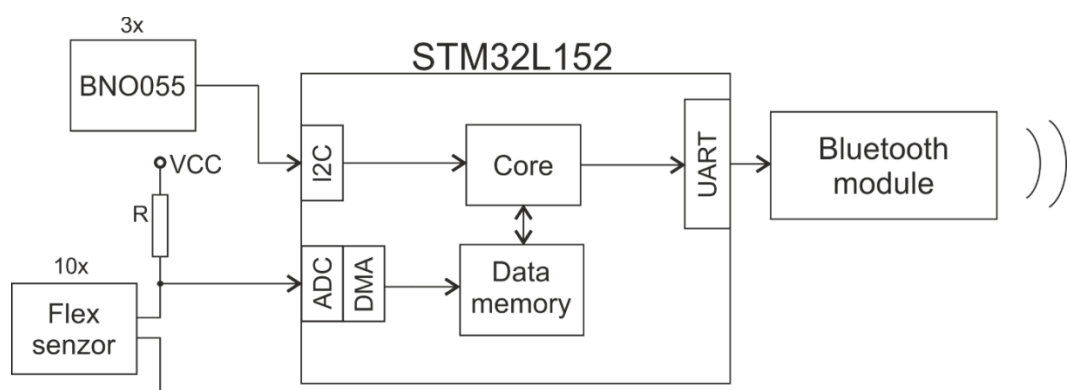 3x
BNO055
STM32L152
VCC
R
10x
Flex
senzor
I2C
ADC
DMA
Core
Data
memory
UART
Bluetooth
module